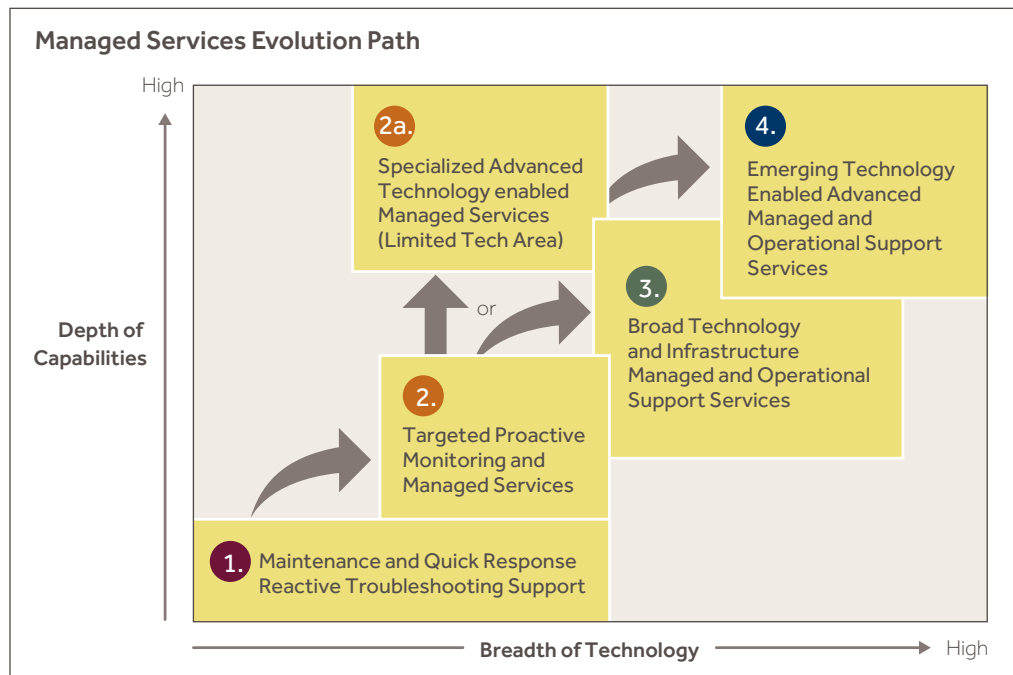 Managed Services Evolution Path
High
2a.
Specialized Advanced
Technology enabled
Managed Services
(Limited Tech Area)
4.
Emerging Technology
Enabled Advanced
Managed and
Operational Support
Services
or
3.
Broad Technology
and Infrastructure
Managed and Operational
Support Services
Depth of
Capabilities
2.
Targeted Proactive
Monitoring and
Managed Services
1.
Maintenance and Quick Response
Reactive Troubleshooting Support
Breadth of Technology
High